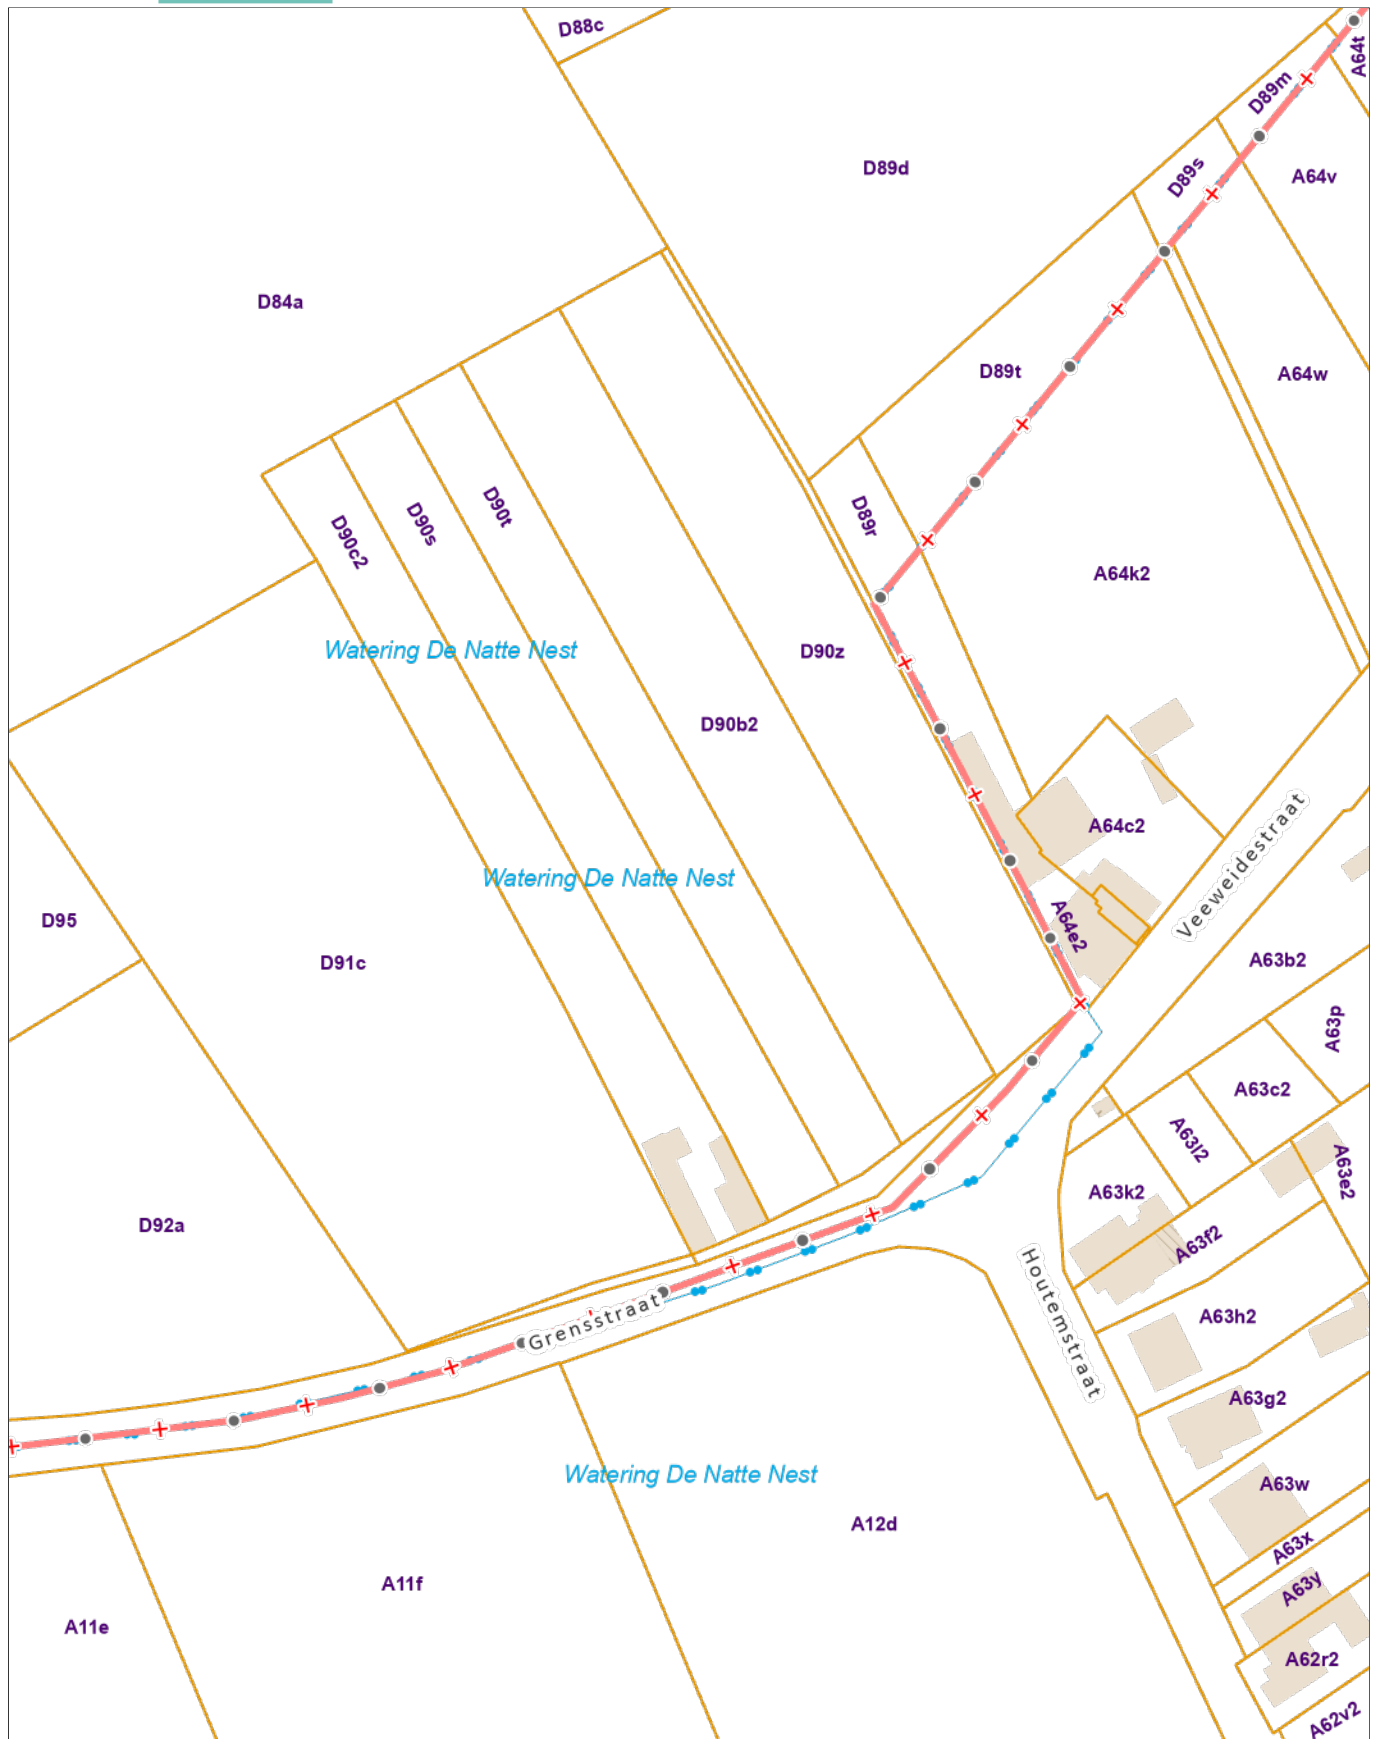 D88c
A64t
D89m
D89d
D89s
A64v
D84a
D89t
A64w
D90t
D89r
D90s
D90c2
A64k2
Watering De Natte Nest
D90z
D90b2
A64c2
Veeweidestraat
Watering De Natte Nest
D95
A64e2
D91c
A63b2
A63p
A63c2
A63l2
A63e2
A63k2
D92a
A63f2
Grensstraat
Houtemstraat
A63h2
A63g2
Watering De Natte Nest
A63w
A12d
A63x
A11f
A63y
A11e
A62r2
A62v2